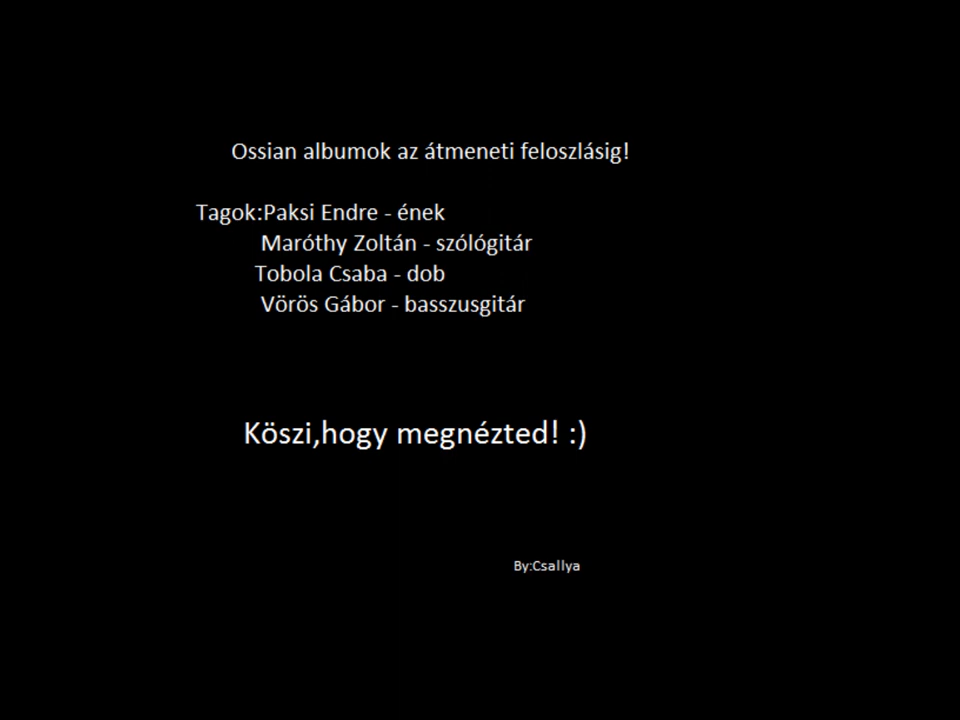 Ossian albumok az átmeneti feloszlásig!
Tagok:Paksi Endre - ének
Maróthy Zoltán - szólógitár
Tobola Csaba - dob
Vörös Gábor - basszusgitár
Köszi,hogy megnézted! :)
By:Csallya